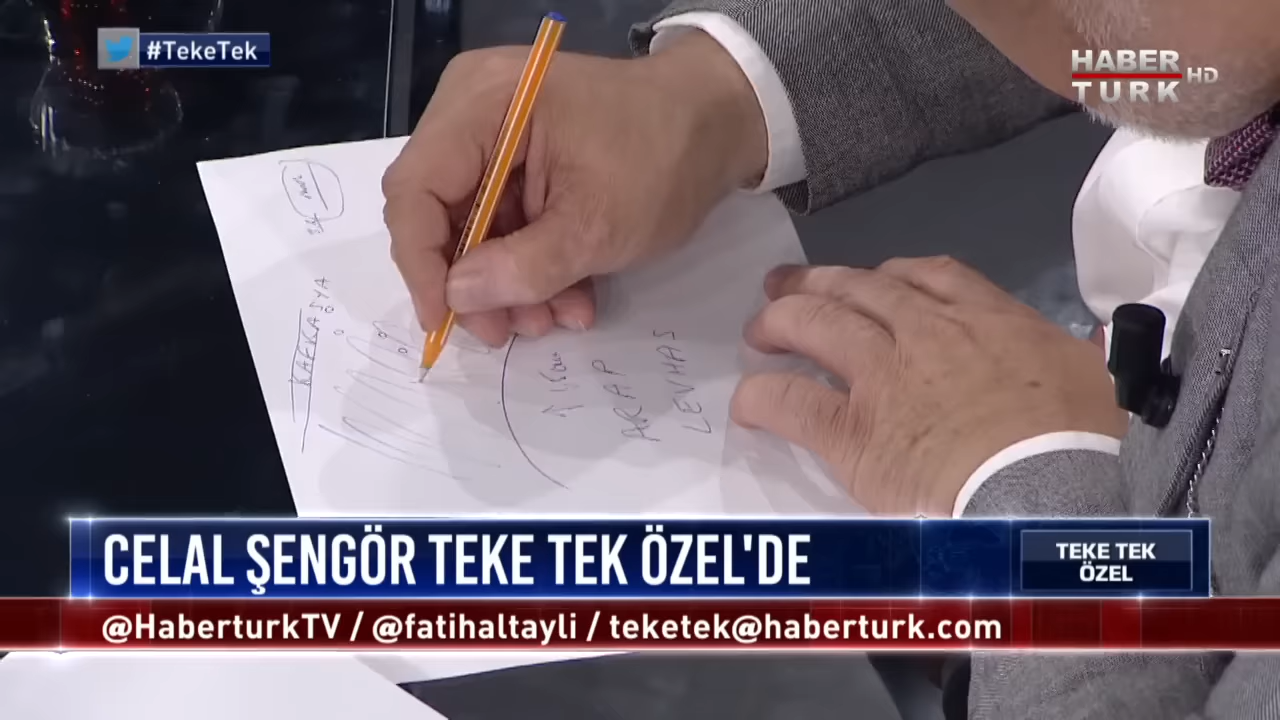 #TekeTek
HABER
TURK HD
KAFKASYA
ARAP
LEVHAS
CELAL ŞENGÖR TEKE TEK ÖZEL'DE
TEKE TEK
ÖZEL
@HaberturkTV / @fatihaltayli / teketek@haberturk.com